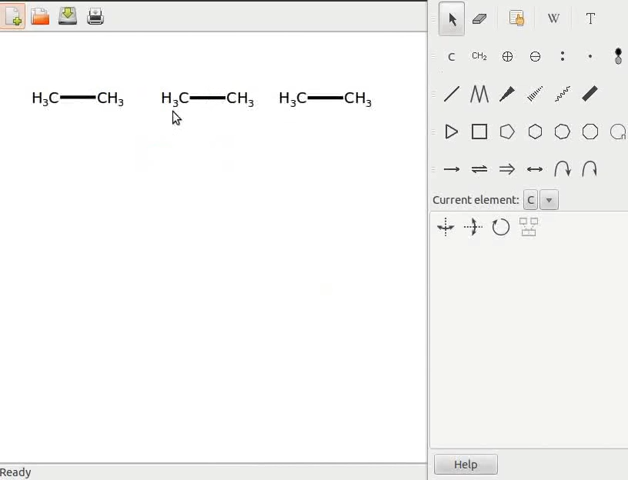 W T
C CH₂
H₃C CH₃ H₃C CH₃ H₃C CH₃
Current element: C
Help
Ready